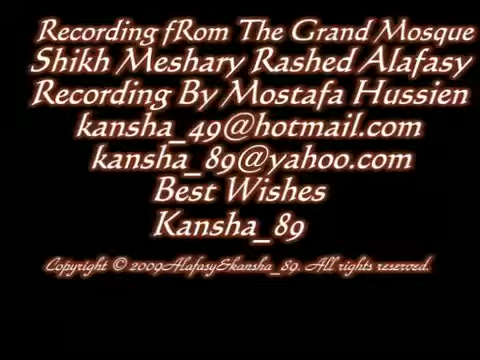 Recording fRom The Grand Mosque
Shikh Meshary Rashed Alafasy
Recording By Mostafa Hussien
kansha_49@hotmail.com
kansha_89@yahoo.com
Best Wishes
Kansha_89
Copyright © 2009Alafasy&kansha_89. All rights reserved.